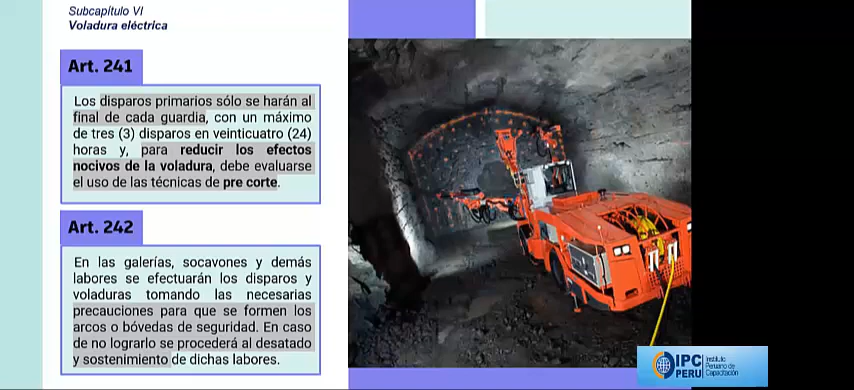 Subcapítulo VI
Voladura eléctrica
Art. 241
Los disparos primarios sólo se harán al
final de cada guardia, con un máximo
de tres (3) disparos en veinticuatro (24)
horas y, para reducir los efectos
nocivos de la voladura, debe evaluarse
el uso de las técnicas de pre corte.
Art. 242
En las galerías, socavones y demás
labores se efectuarán los disparos y
voladuras tomando las necesarias
precauciones para que se formen los
arcos o bóvedas de seguridad. En caso
de no lograrlo se procederá al desatado
y sostenimiento de dichas labores.
IPC
PERÚ
Instituto
Peruano de
Capacitación